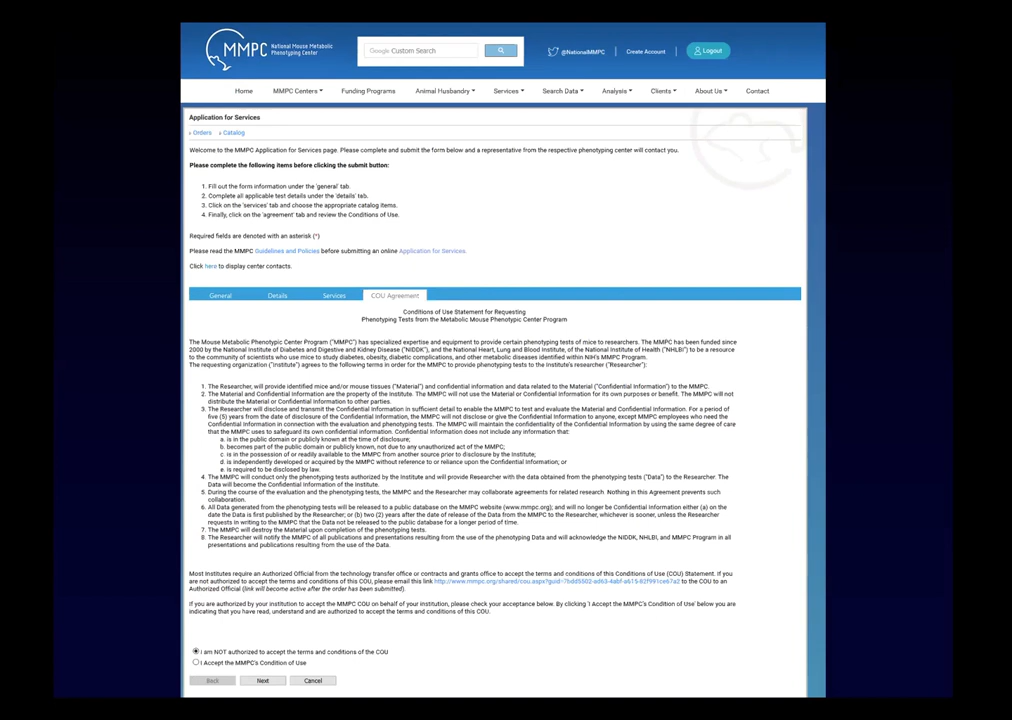 MMPC National Mouse Metabolic
Phenotyping Center
Google Custom Search
@NationalMMPC | Create Account | Logout
Home MMPC Centers Funding Programs Animal Husbandry Services Search Data Analysis Clients About Us Contact
Application for Services
Orders Catalog
Welcome to the MMPC Application for Services page. Please complete and submit the form below and a representative from the respective phenotyping center will contact you.
Please complete the following items before clicking the submit button:
1. Fill out the form information under the 'general' tab.
2. Complete all applicable test details under the 'details' tab.
3. Click on the 'services' tab and choose the appropriate catalog items.
4. Finally, click on the 'agreement' tab and review the Conditions of Use.
Required fields are denoted with an asterisk (*)
Please read the MMPC Guidelines and Policies before submitting an online Application for Services.
Click here to display center contacts.
General Details Services COU Agreement
Conditions of Use Statement for Requesting
Phenotyping Tests from the Metabolic Mouse Phenotypic Center Program
The Mouse Metabolic Phenotypic Center Program ("MMPC") has specialized expertise and equipment to provide certain phenotyping tests of mice to researchers. The MMPC has been funded since
2000 by the National Institute of Diabetes and Digestive and Kidney Disease ("NIDDK"), and the National Heart, Lung and Blood Institute, of the National Institute of Health ("NHLBI") to be a resource
to the community of scientists who use mice to study diabetes, obesity, diabetic complications, and other metabolic diseases identified within NIH's MMPC Program.
The requesting organization ("Institute") agrees to the following terms in order for the MMPC to provide phenotyping tests to the Institute's researcher ("Researcher"):
1. The Researcher, will provide identified mice and/or mouse tissues ("Material") and confidential information and data related to the Material ("Confidential Information") to the MMPC.
2. The Material and Confidential Information are the property of the Institute. The MMPC will not use the Material or Confidential Information for its own purposes or benefit. The MMPC will not
distribute the Material or Confidential Information to other parties.
3. The Researcher will disclose and transmit the Confidential Information in sufficient detail to enable the MMPC to test and evaluate the Material and Confidential Information. For a period of
five (5) years from the date of disclosure of the Confidential Information, the MMPC will not disclose or give the Confidential Information to anyone, except MMPC employees who need the
Confidential Information in connection with the evaluation and phenotyping tests. The MMPC will maintain the confidentiality of the Confidential Information by using the same degree of care
that the MMPC uses to safeguard its own confidential information. Confidential Information does not include any information that:
a. is in the public domain or publicly known at the time of disclosure;
b. becomes part of the public domain or publicly known, not due to any unauthorized act of the MMPC;
c. is in the possession of or readily available to the MMPC from another source prior to disclosure by the Institute;
d. is independently developed or acquired by the MMPC without reference to or reliance upon the Confidential Information; or
e. is required to be disclosed by law.
4. The MMPC will conduct only the phenotyping tests authorized by the Institute and will provide Researcher with the data obtained from the phenotyping tests ("Data") to the Researcher. The
Data will become the Confidential Information of the Institute.
5. During the course of the evaluation and the phenotyping tests, the MMPC and the Researcher may collaborate agreements for related research. Nothing in this Agreement prevents such
collaboration.
6. All Data generated from the phenotyping tests will be released to a public database on the MMPC website (www.mmpc.org); and will no longer be Confidential Information either (a) on the
date the Data is first published by the Researcher; or (b) two (2) years after the date of release of the Data from the MMPC to the Researcher, whichever is sooner, unless the Researcher
requests in writing to the MMPC that the Data not be released to the public database for a longer period of time.
7. The MMPC will destroy the Material upon completion of the phenotyping tests.
8. The Researcher will notify the MMPC of all publications and presentations resulting from the use of the phenotyping Data and will acknowledge the NIDDK, NHLBI, and MMPC Program in all
presentations and publications resulting from the use of the Data.
Most Institutes require an Authorized Official from the technology transfer office or contracts and grants office to accept the terms and conditions of this Conditions of Use (COU) Statement. If you
are not authorized to accept the terms and conditions of this COU, please email this link http://www.mmpc.org/shared/cou.aspx?guid=7bdd5502-ad63-4abf-a615-82f991ce67a2 to the COU to an
Authorized Official (link will become active after the order has been submitted).
If you are authorized by your institution to accept the MMPC COU on behalf of your institution, please check your acceptance below. By clicking 'I Accept the MMPC's Condition of Use' below you are
indicating that you have read, understand and are authorized to accept the terms and conditions of this COU.
I am NOT authorized to accept the terms and conditions of the COU
I Accept the MMPC's Condition of Use
Back Next Cancel